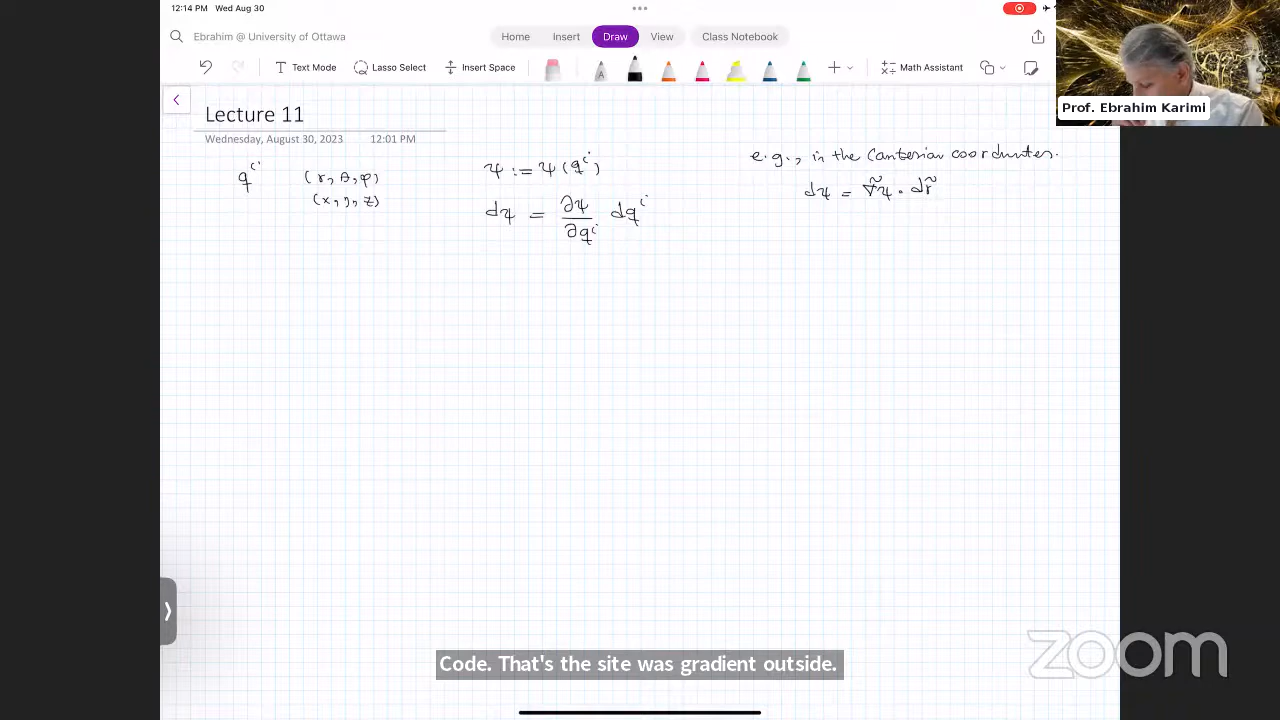 12:14 PM Wed Aug 30
Ebrahim @ University of Ottawa
Home Insert Draw View Class Notebook
Text Mode Lasso Select Insert Space Math Assistant
Prof. Ebrahim Karimi
Lecture 11
Wednesday, August 30, 2023 12:01 PM
q^i (r, θ, φ) ψ := ψ(q^i) e.g., in the Cartesian coordinates.
(x, y, z) dψ = ∂ψ/∂q^i dq^i dψ = ∇̃ψ · dr̃
Code. That's the site was gradient outside.
zoom